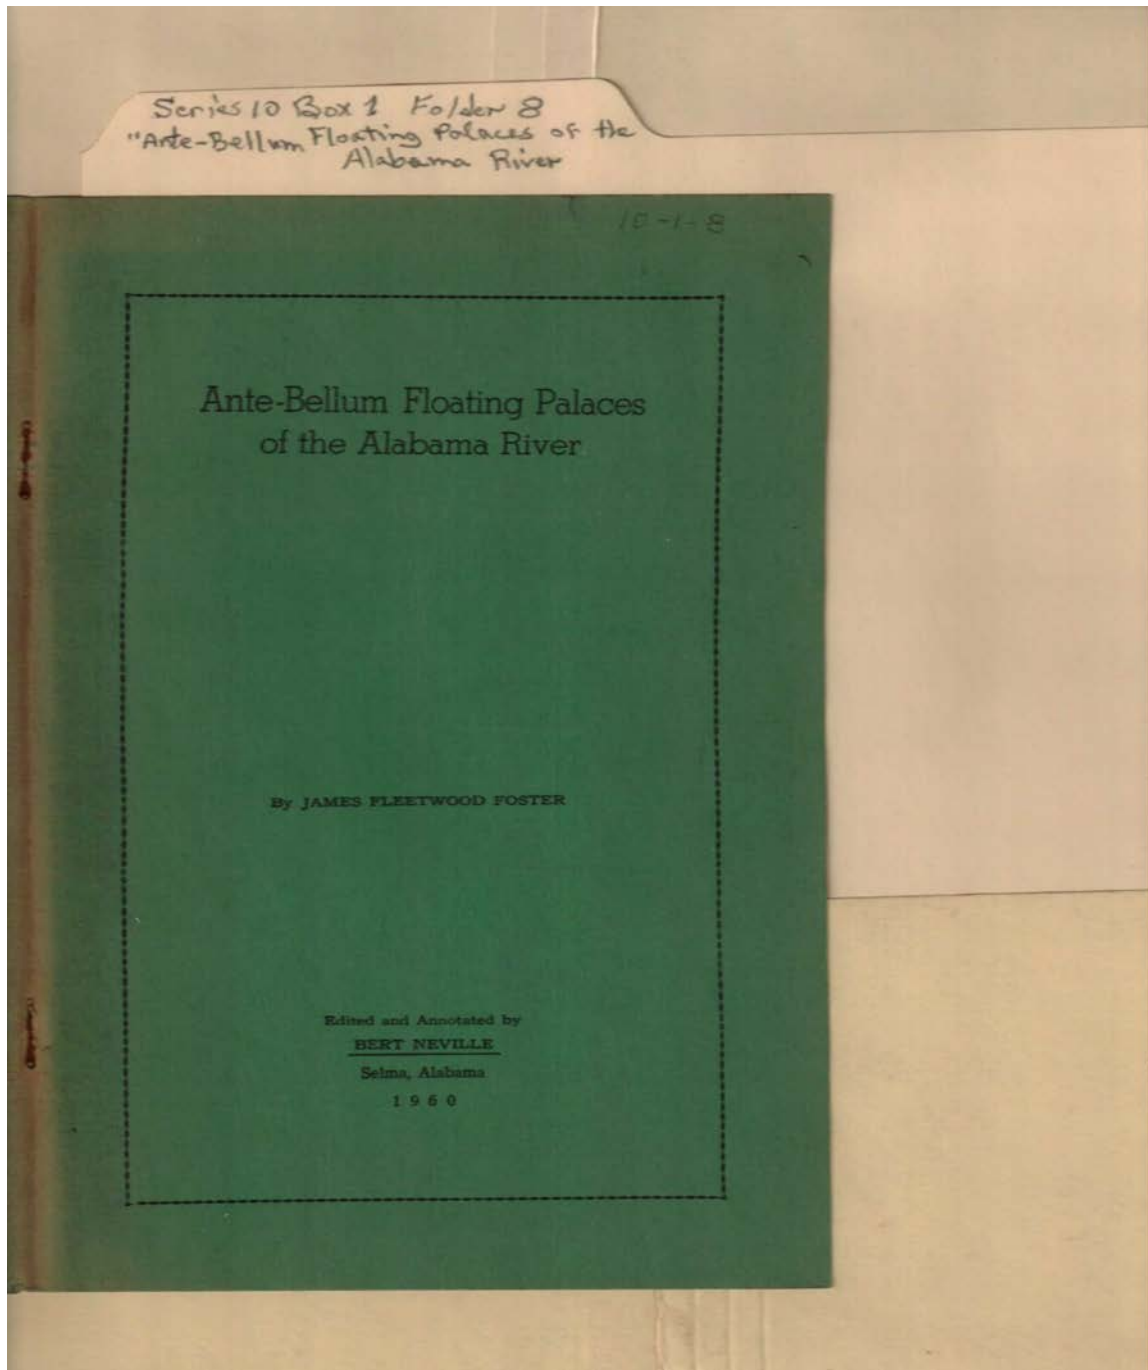 Series 10 Box 1 Folder 8
"Ante-Bellum Floating Palaces of the
Alabama River
10-1-8
Ante-Bellum Floating Palaces
of the Alabama River
By JAMES FLEETWOOD FOSTER
Edited and Annotated by
BERT NEVILLE
Selma, Alabama
1960